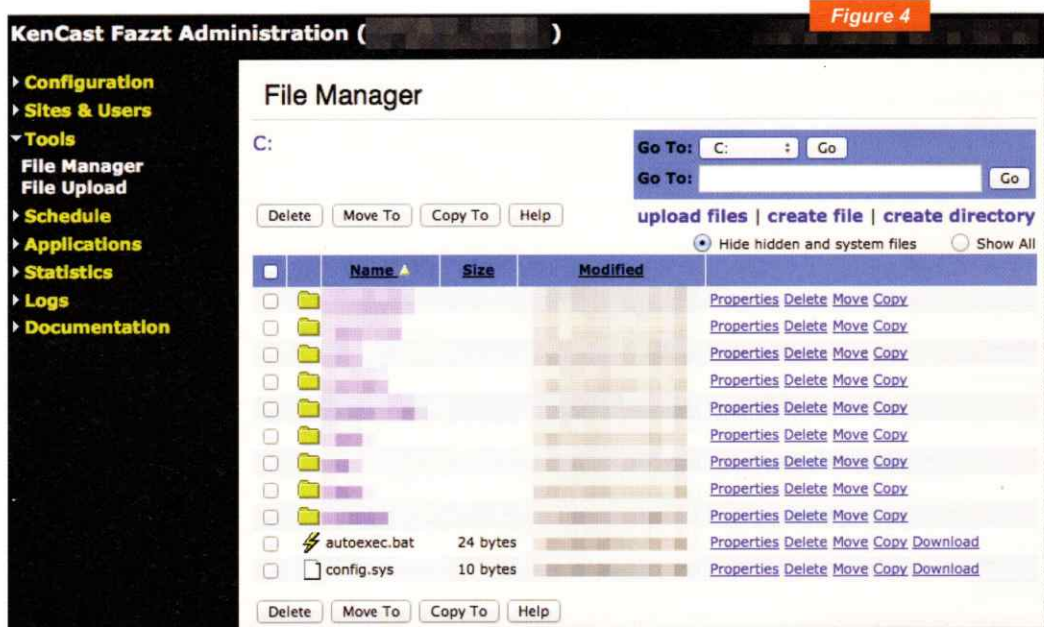 Figure 4
KenCast Fazzt Administration ( )
Configuration
Sites & Users
Tools
File Manager
File Upload
Schedule
Applications
Statistics
Logs
Documentation
File Manager
C:
Go To: C: Go
Go To: Go
Delete Move To Copy To Help
upload files | create file | create directory
Hide hidden and system files Show All
Name Size Modified
Properties Delete Move Copy
Properties Delete Move Copy
Properties Delete Move Copy
Properties Delete Move Copy
Properties Delete Move Copy
Properties Delete Move Copy
Properties Delete Move Copy
Properties Delete Move Copy
Properties Delete Move Copy
autoexec.bat 24 bytes Properties Delete Move Copy Download
config.sys 10 bytes Properties Delete Move Copy Download
Delete Move To Copy To Help